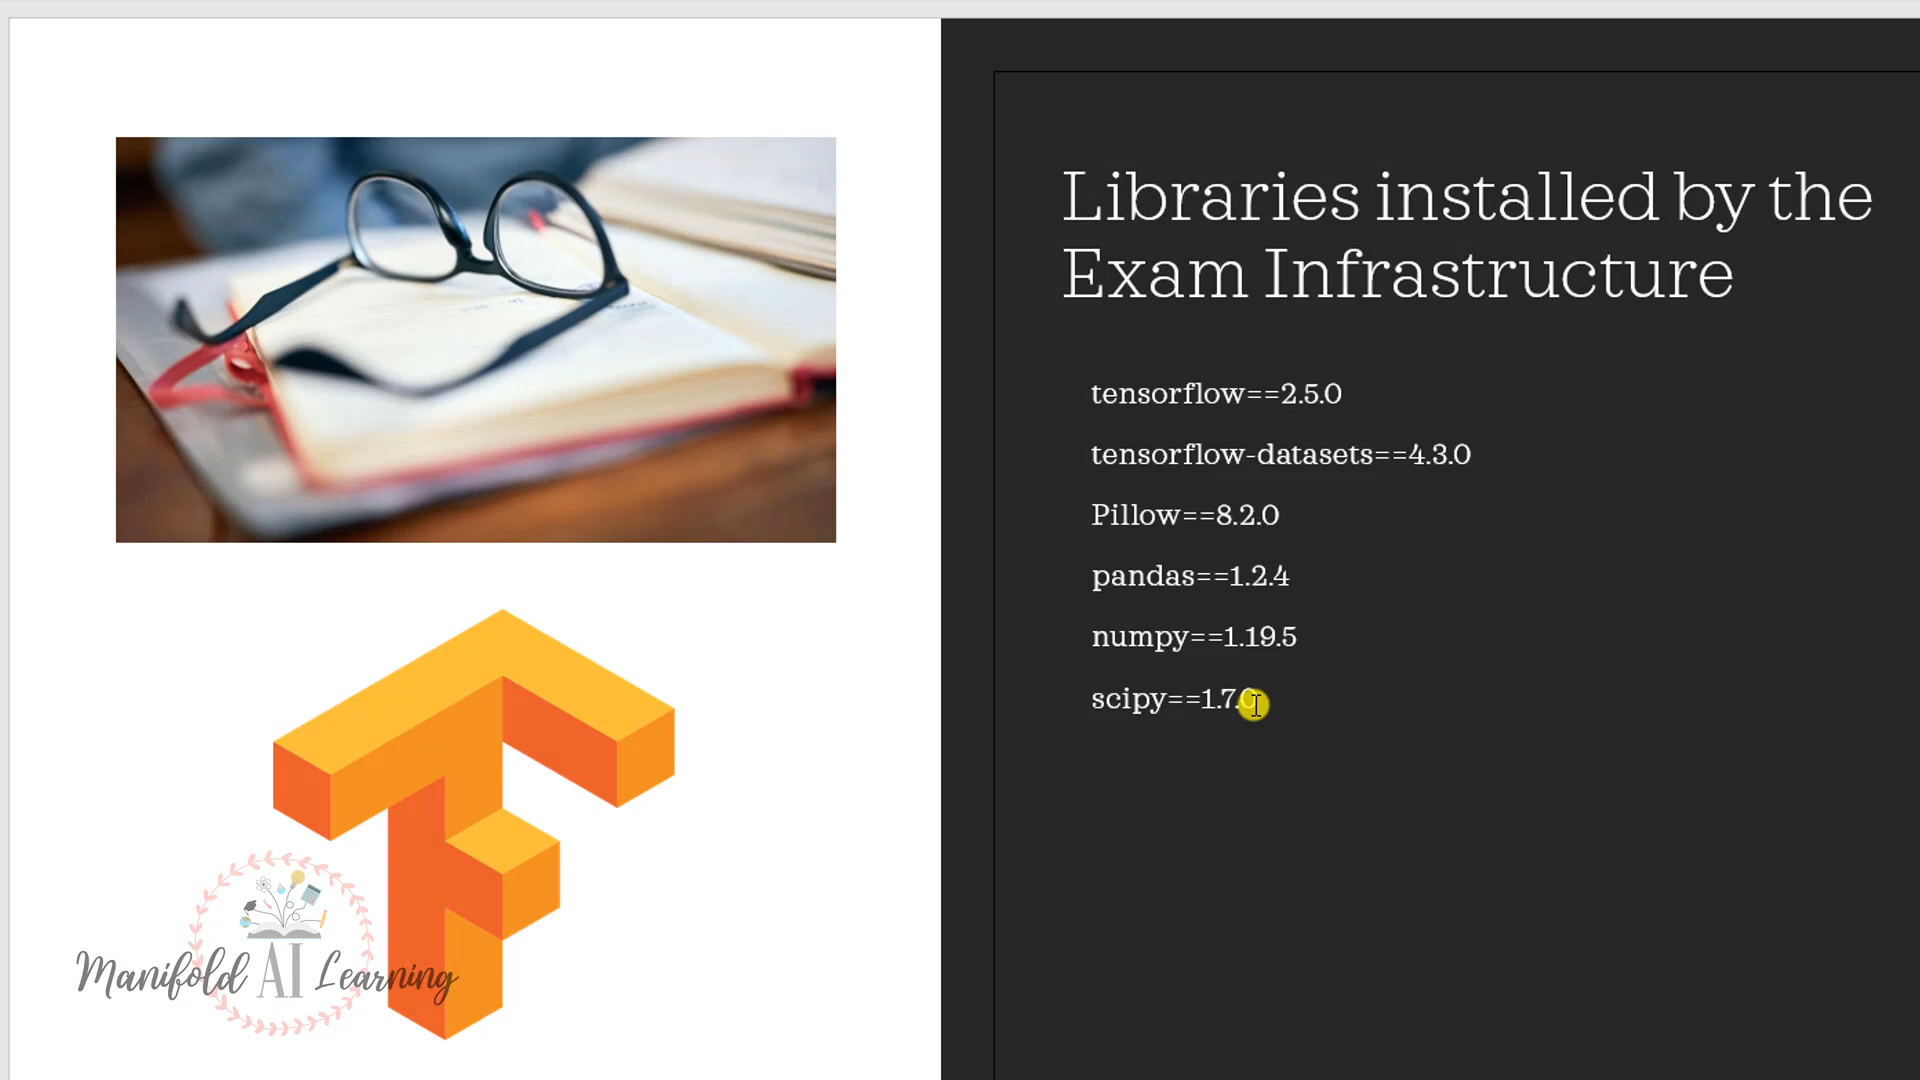 Libraries installed by the
Exam Infrastructure
tensorflow==2.5.0
tensorflow-datasets==4.3.0
Pillow==8.2.0
pandas==1.2.4
numpy==1.19.5
scipy==1.7.0
Manifold AI Learning